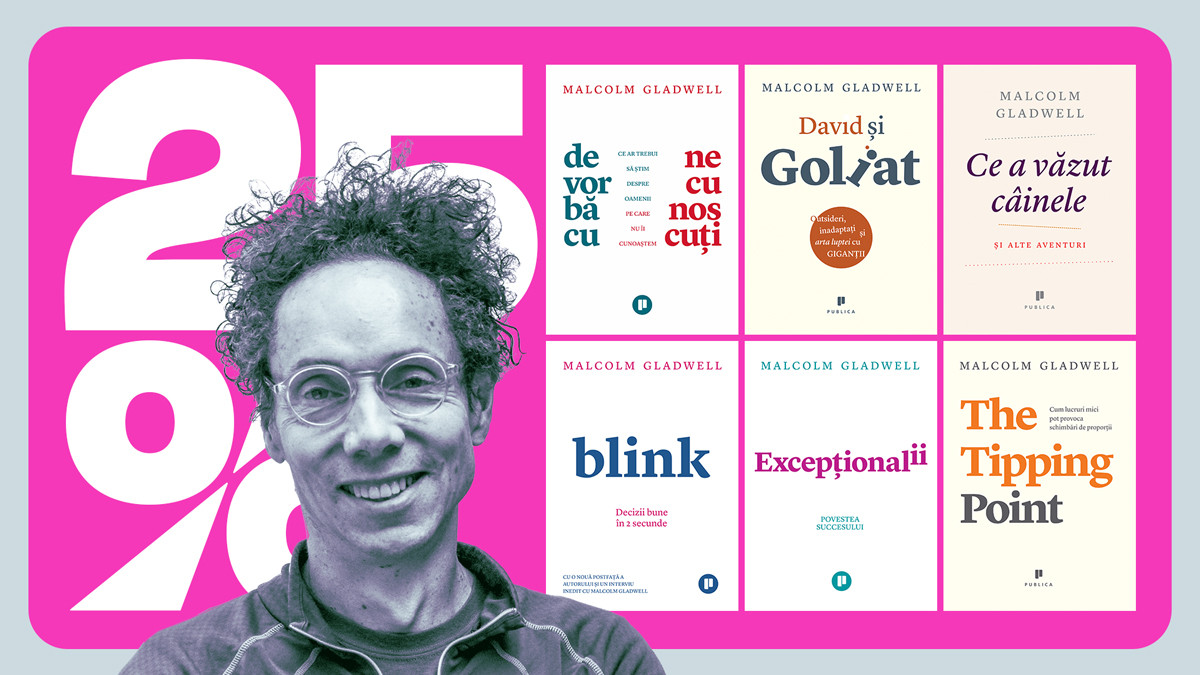 25
%
MALCOLM GLADWELL
de
vor
bă
cu
CE AR TREBUI
SĂ ȘTIM
DESPRE
OAMENII
PE CARE
NU ÎI
CUNOAȘTEM
ne
cu
nos
cuți
MALCOLM GLADWELL
David și
Goliat
Outsideri,
inadaptați și
arta luptei cu
GIGANȚII
PUBLICA
MALCOLM
GLADWELL
Ce a văzut
câinele
ȘI ALTE AVENTURI
PUBLICA
MALCOLM GLADWELL
blink
Decizii bune
în 2 secunde
CU O NOUĂ POSTFAȚĂ A
AUTORULUI ȘI UN INTERVIU
INEDIT CU MALCOLM GLADWELL
MALCOLM GLADWELL
Excepționalii
POVESTEA
SUCCESULUI
MALCOLM GLADWELL
The
Tipping
Point
Cum lucruri mici
pot provoca
schimbări de proporții
PUBLICA